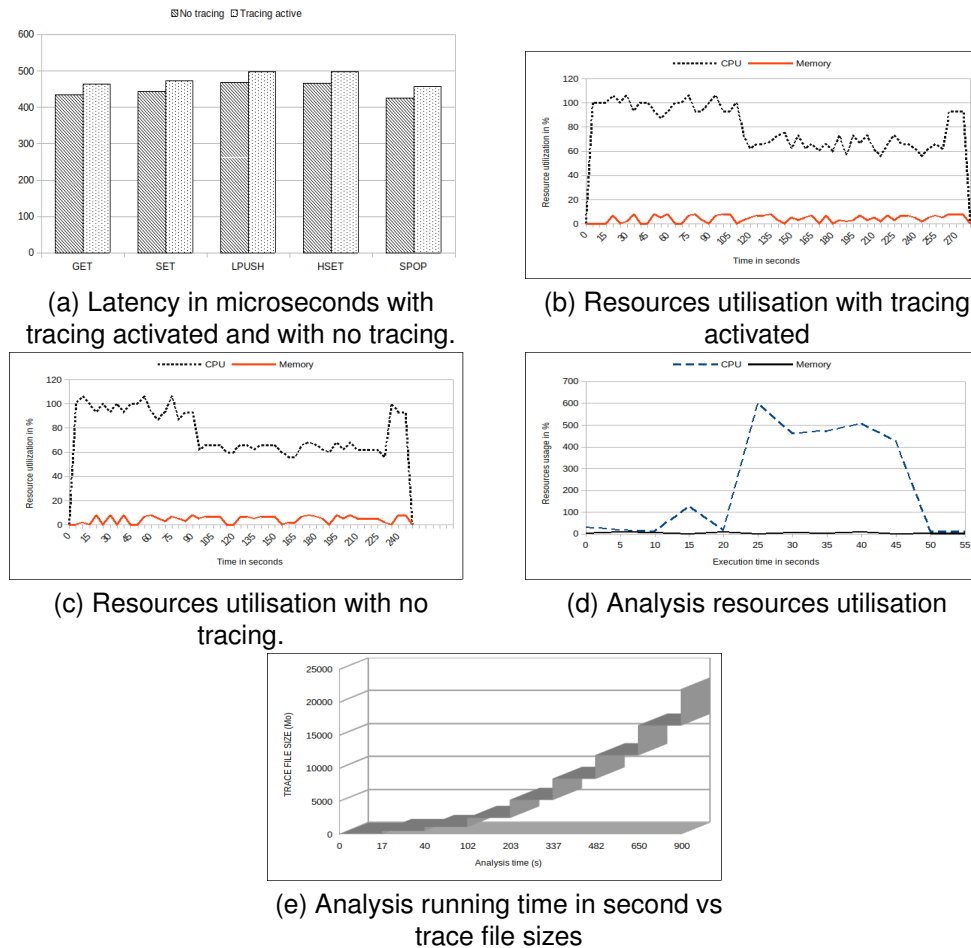 No tracing Tracing active
600
500
400
300
200
100
0
GET SET LPUSH HSET SPOP
(a) Latency in microseconds with
tracing activated and with no tracing.
CPU Memory
Resource utilization in %
120
100
80
60
40
20
0
0 15 30 45 60 75 90 105 120 135 150 165 180 195 210 225 240 255 270
Time in seconds
(b) Resources utilisation with tracing
activated
CPU Memory
Resource utilization in %
120
100
80
60
40
20
0
0 15 30 45 60 75 90 105 120 135 150 165 180 195 210 225 240
Time in seconds
(c) Resources utilisation with no
tracing.
CPU Memory
Resources usage in %
700
600
500
400
300
200
100
0
0 5 10 15 20 25 30 35 40 45 50 55
Execution time in seconds
(d) Analysis resources utilisation
TRACE FILE SIZE (Mo)
25000
20000
15000
10000
5000
0
0 17 40 102 203 337 482 650 900
Analysis time (s)
(e) Analysis running time in second vs
trace file sizes